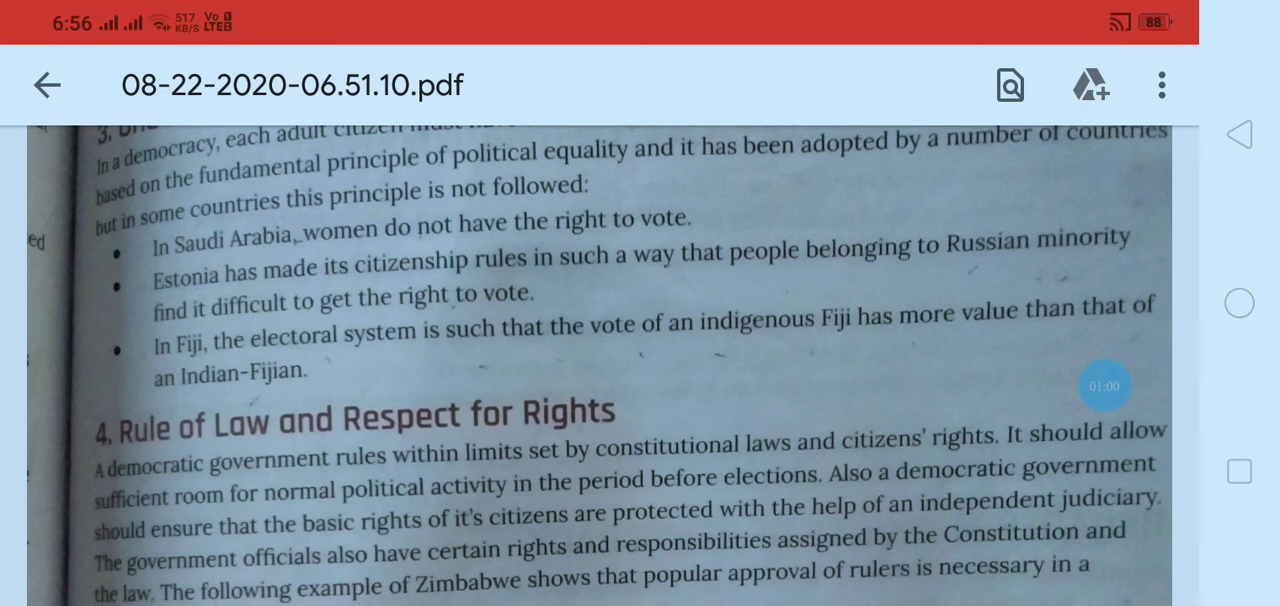 6:56 517 KB/S Vo LTE 88
08-22-2020-06.51.10.pdf
3.
In a democracy, each adult citizen must
based on the fundamental principle of political equality and it has been adopted by a number of countries
but in some countries this principle is not followed:
ed
• In Saudi Arabia, women do not have the right to vote.
• Estonia has made its citizenship rules in such a way that people belonging to Russian minority
find it difficult to get the right to vote.
• In Fiji, the electoral system is such that the vote of an indigenous Fiji has more value than that of
an Indian-Fijian.
01:00
4. Rule of Law and Respect for Rights
A democratic government rules within limits set by constitutional laws and citizens' rights. It should allow
sufficient room for normal political activity in the period before elections. Also a democratic government
should ensure that the basic rights of it's citizens are protected with the help of an independent judiciary.
The government officials also have certain rights and responsibilities assigned by the Constitution and
the law. The following example of Zimbabwe shows that popular approval of rulers is necessary in a